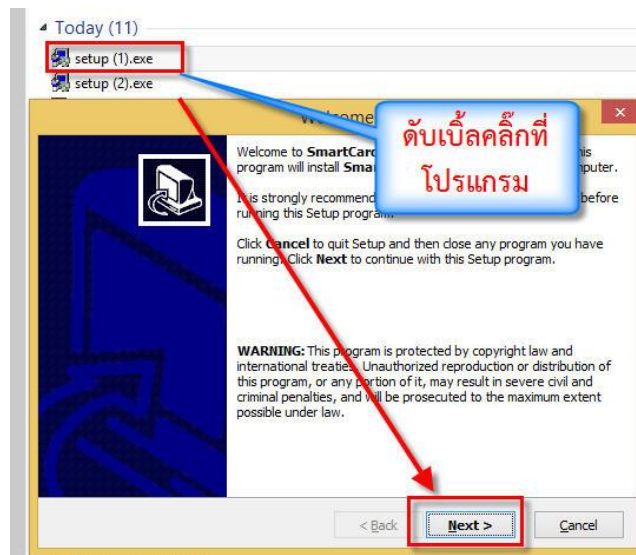 Today (11)
setup (1).exe
setup (2).exe
ดับเบิ้ลคลิ๊กที่
โปรแกรม
Welcome to SmartCard
program will install Smar
is strongly recommend before
running this Setup program.
Click Cancel to quit Setup and then close any program you have
running. Click Next to continue with this Setup program.
WARNING: This program is protected by copyright law and
international treaties. Unauthorized reproduction or distribution of
this program, or any portion of it, may result in severe civil and
criminal penalties, and will be prosecuted to the maximum extent
possible under law.
< Back Next > Cancel